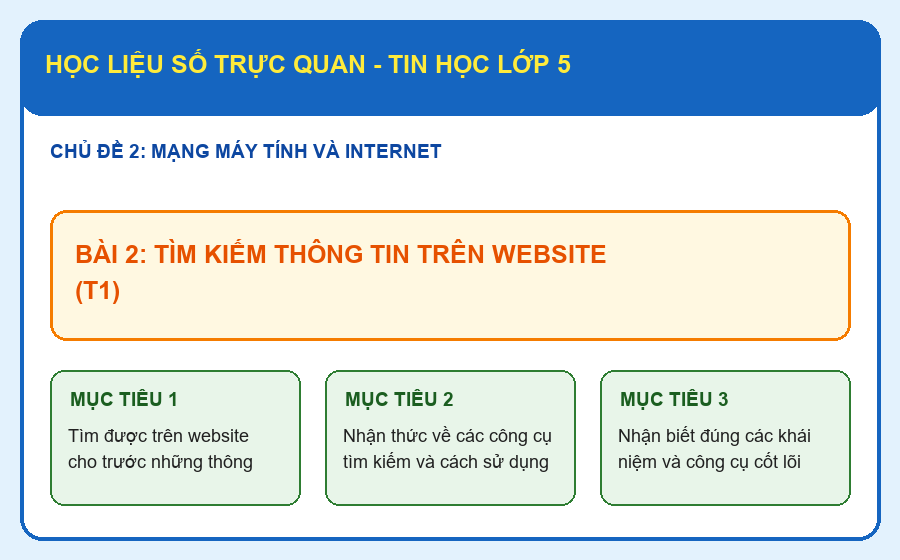 HỌC LIỆU SỐ TRỰC QUAN - TIN HỌC LỚP 5
CHỦ ĐỀ 2: MẠNG MÁY TÍNH VÀ INTERNET
BÀI 2: TÌM KIẾM THÔNG TIN TRÊN WEBSITE
(T1)
MỤC TIÊU 1
Tìm được trên website
cho trước những thông
MỤC TIÊU 2
Nhận thức về các công cụ
tìm kiếm và cách sử dụng
MỤC TIÊU 3
Nhận biết đúng các khái
niệm và công cụ cốt lõi